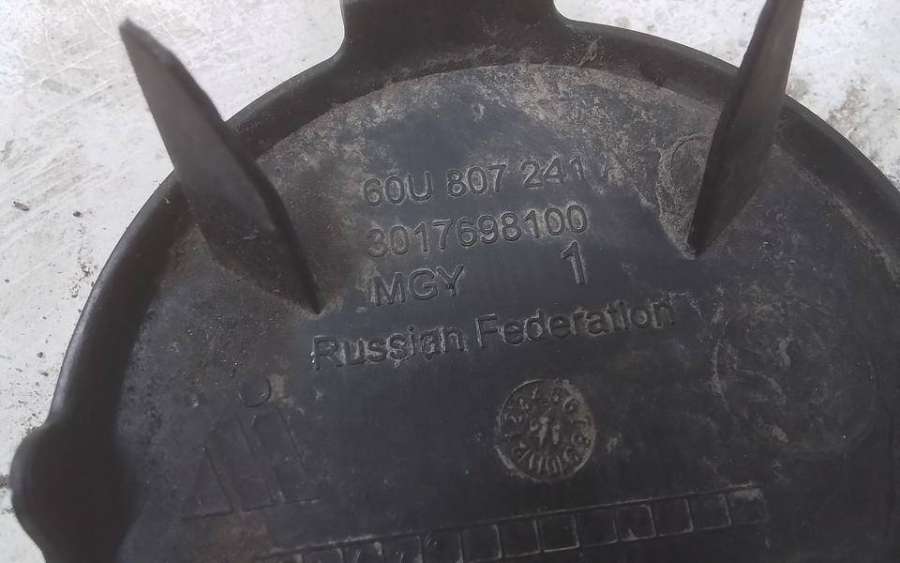 60U 807 241
3017698100
MGY 1
Russian Federation